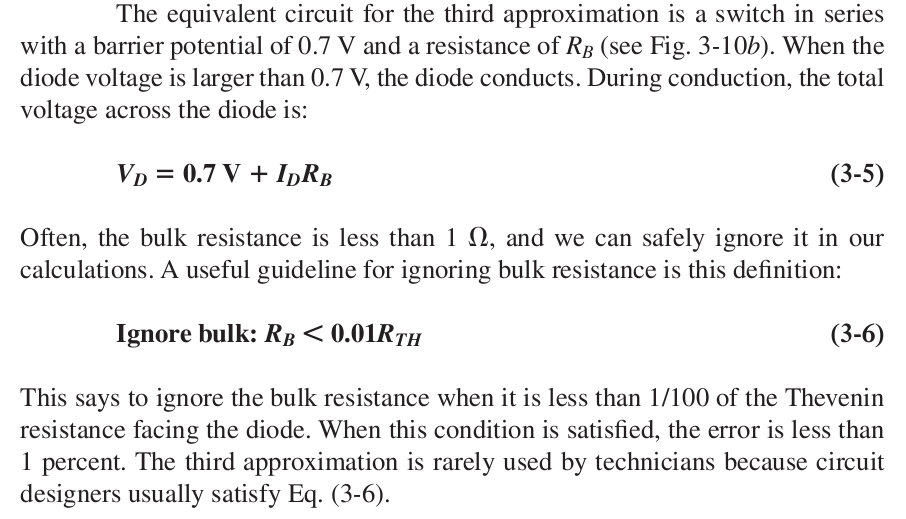 The equivalent circuit for the third approximation is a switch in series
with a barrier potential of 0.7 V and a resistance of R_B (see Fig. 3-10b). When the
diode voltage is larger than 0.7 V, the diode conducts. During conduction, the total
voltage across the diode is:
V_D = 0.7 V + I_D R_B (3-5)
Often, the bulk resistance is less than 1 Ω, and we can safely ignore it in our
calculations. A useful guideline for ignoring bulk resistance is this definition:
Ignore bulk: R_B < 0.01R_TH (3-6)
This says to ignore the bulk resistance when it is less than 1/100 of the Thevenin
resistance facing the diode. When this condition is satisfied, the error is less than
1 percent. The third approximation is rarely used by technicians because circuit
designers usually satisfy Eq. (3-6).